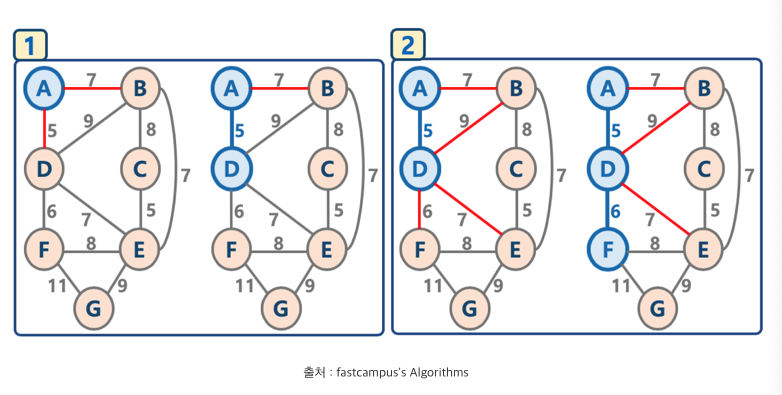 1
2
A 7 B A 7 B A 7 B A 7 B
5 9 8 5 9 8 5 9 8 5 9 8
D C 7 D C 7 D C 7 D C 7
6 7 5 6 7 5 6 7 5 6 7 5
F 8 E F 8 E F 8 E F 8 E
11 9 11 9 11 9 11 9
G G G G
출처 : fastcampus's Algorithms